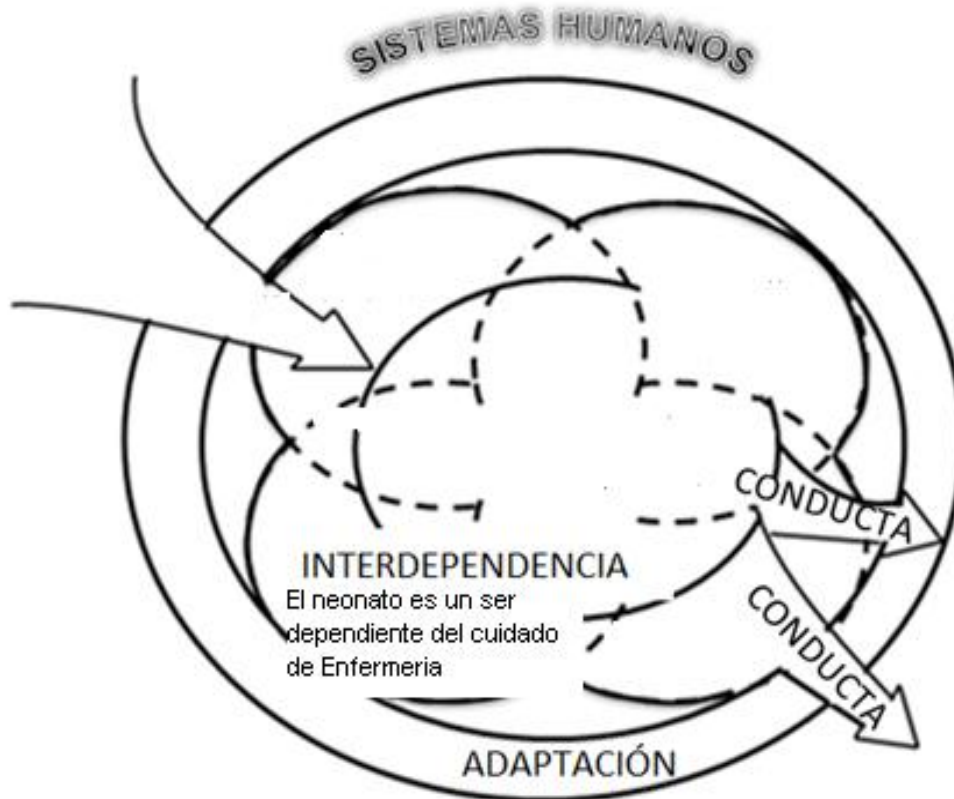 SISTEMAS HUMANOS
CONDUCTA
INTERDEPENDENCIA
El neonato es un ser
dependiente del cuidado
de Enfermeria
CONDUCTA
ADAPTACIÓN